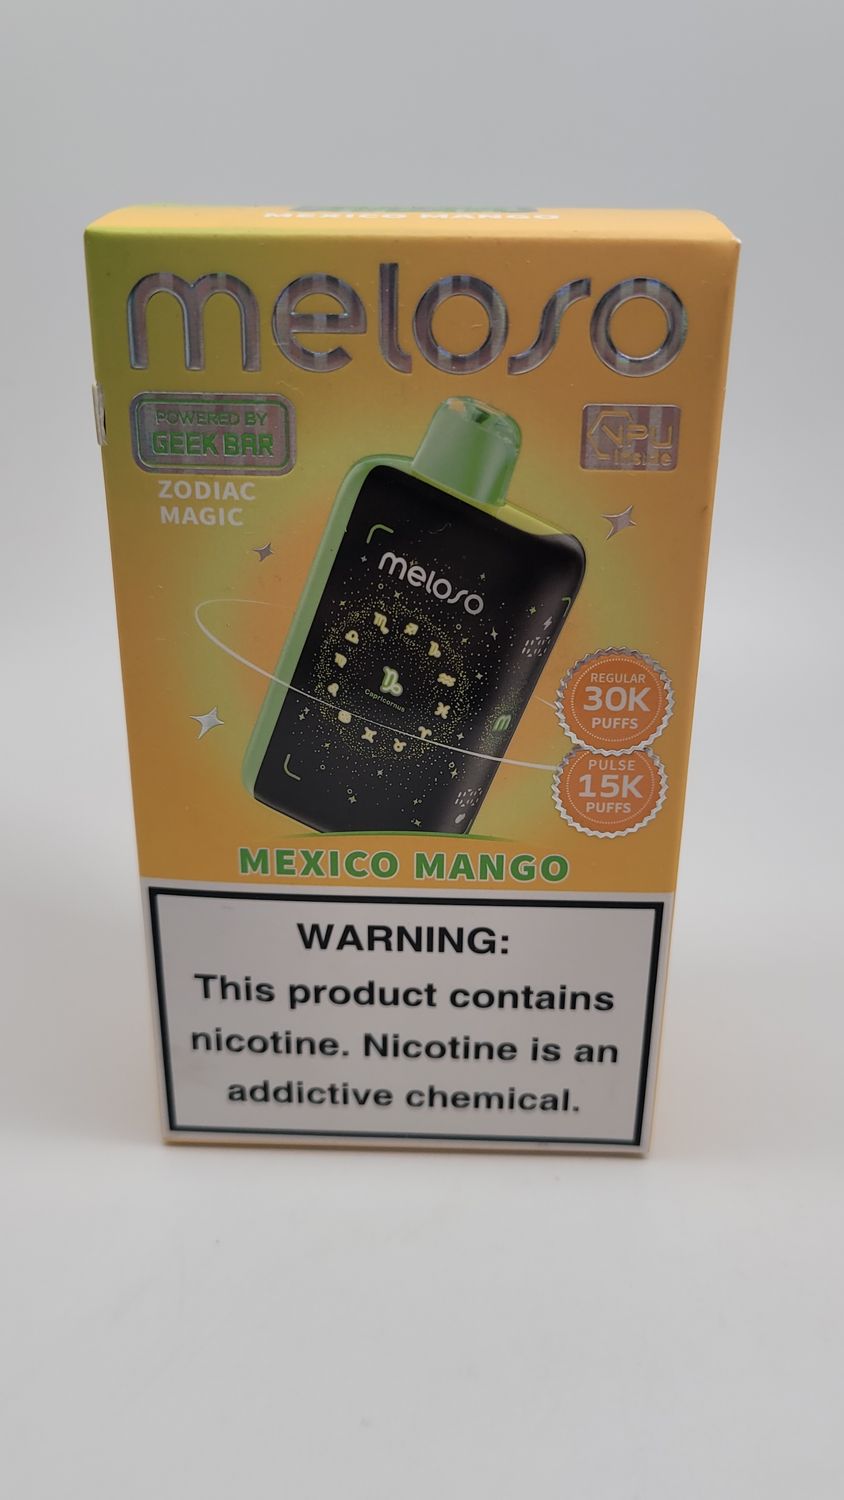 MEXICO MANGO
meloso
POWERED BY
GEEK BAR
VPU
Inside
ZODIAC
MAGIC
meloso
Capricornus
m
REGULAR
30K
PUFFS
PULSE
15K
PUFFS
MEXICO MANGO
WARNING:
This product contains
nicotine. Nicotine is an
addictive chemical.